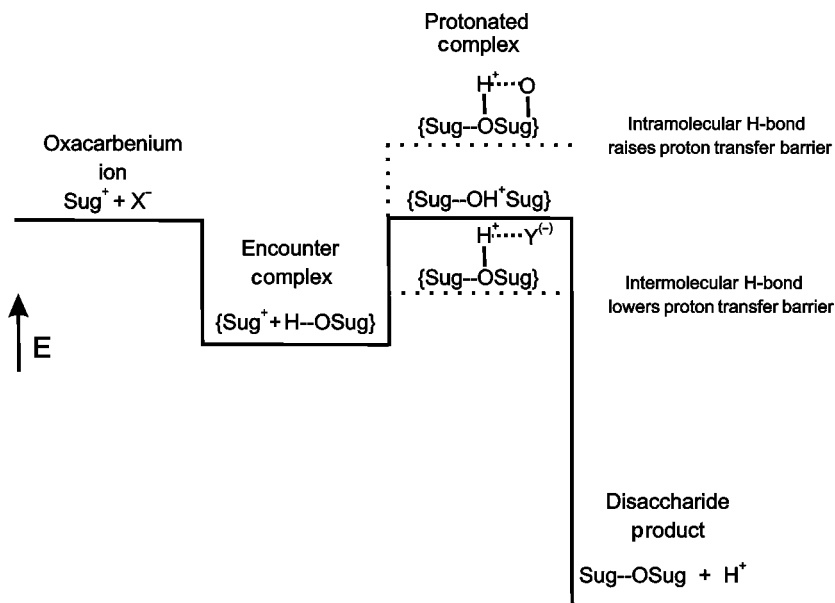 Protonated
complex
H⁺ O
{Sug--OSug}
Intramolecular H-bond
raises proton transfer barrier
Oxacarbenium
ion
Sug⁺ + X⁻
{Sug--OH⁺Sug}
H⁺ Y⁽⁻⁾
{Sug--OSug}
Intermolecular H-bond
lowers proton transfer barrier
Encounter
complex
{Sug⁺ + H--OSug}
E
Disaccharide
product
Sug--OSug + H⁺